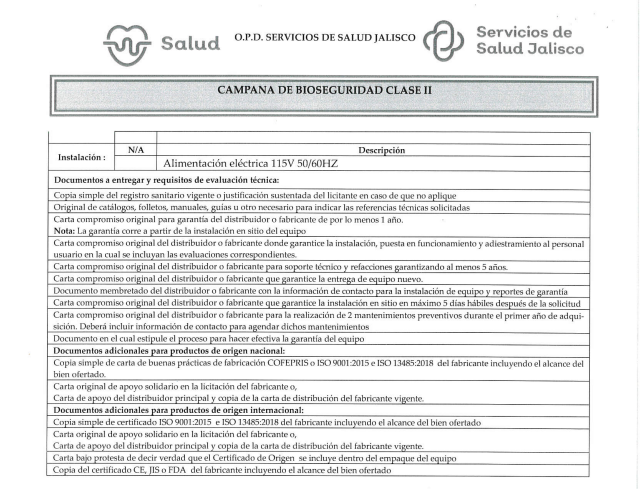 Salud
O.P.D. SERVICIOS DE SALUD JALISCO
Servicios de
Salud Jalisco
CAMPANA DE BIOSEGURIDAD CLASE II
Instalación :
N/A
Descripción
Alimentación eléctrica 115V 50/60HZ
Documentos a entregar y requisitos de evaluación técnica:
Copia simple del registro sanitario vigente o justificación sustentada del licitante en caso de que no aplique
Original de catálogos, folletos, manuales, guías u otro necesario para indicar las referencias técnicas solicitadas
Carta compromiso original para garantía del distribuidor o fabricante de por lo menos 1 año.
Nota: La garantía corre a partir de la instalación en sitio del equipo
Carta compromiso original del distribuidor o fabricante donde garantice la instalación, puesta en funcionamiento y adiestramiento al personal
usuario en la cual se incluyan las evaluaciones correspondientes.
Carta compromiso original del distribuidor o fabricante para soporte técnico y refacciones garantizando al menos 5 años.
Carta compromiso original del distribuidor o fabricante que garantice la entrega de equipo nuevo.
Documento membretado del distribuidor o fabricante con la información de contacto para la instalación de equipo y reportes de garantía
Carta compromiso original del distribuidor o fabricante que garantice la instalación en sitio en máximo 5 días hábiles después de la solicitud
Carta compromiso original del distribuidor o fabricante para la realización de 2 mantenimientos preventivos durante el primer año de adqui-
sición. Deberá incluir información de contacto para agendar dichos mantenimientos
Documento en el cual estipule el proceso para hacer efectiva la garantía del equipo
Documentos adicionales para productos de origen nacional:
Copia simple de carta de buenas prácticas de fabricación COFEPRIS o ISO 9001:2015 e ISO 13485:2018 del fabricante incluyendo el alcance del
bien ofertado.
Carta original de apoyo solidario en la licitación del fabricante o,
Carta de apoyo del distribuidor principal y copia de la carta de distribución del fabricante vigente.
Documentos adicionales para productos de origen internacional:
Copia simple de certificado ISO 9001:2015 e ISO 13485:2018 del fabricante incluyendo el alcance del bien ofertado
Carta original de apoyo solidario en la licitación del fabricante o,
Carta de apoyo del distribuidor principal y copia de la carta de distribución del fabricante vigente.
Carta bajo protesta de decir verdad que el Certificado de Origen se incluye dentro del empaque del equipo
Copia del certificado CE, JIS o FDA del fabricante incluyendo el alcance del bien ofertado